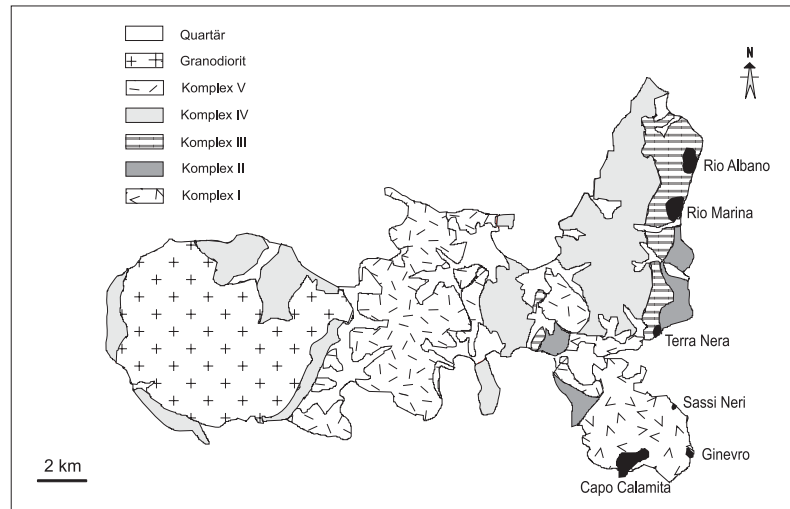 Quartär
Granodiorit
Komplex V
Komplex IV
Komplex III
Komplex II
Komplex I
N
Rio Albano
Rio Marina
Terra Nera
Sassi Neri
Ginevro
Capo Calamita
2 km